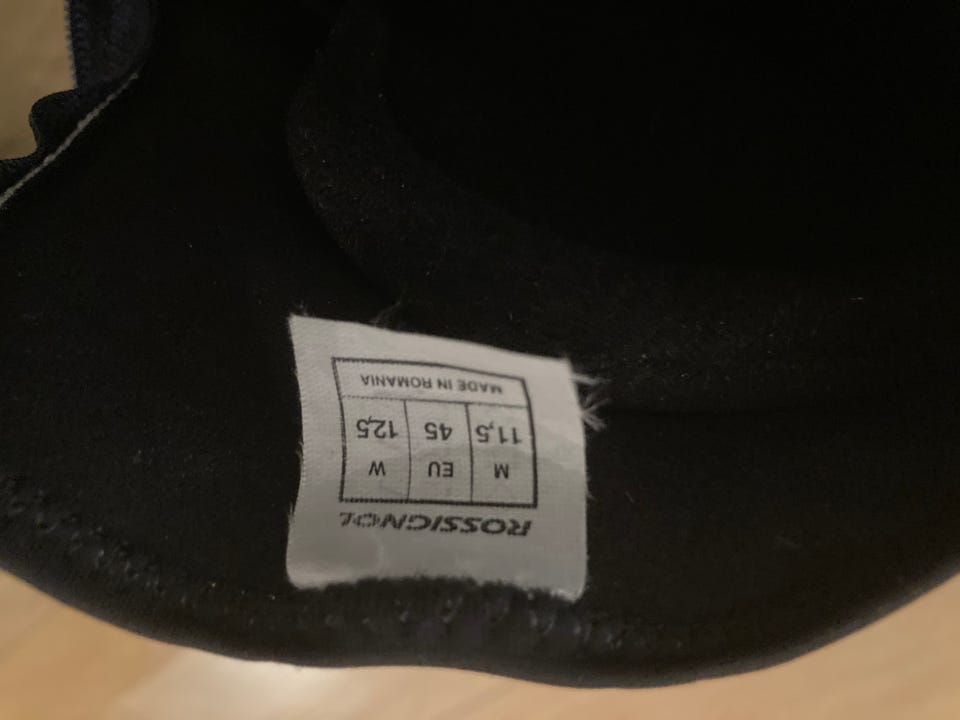 ROSSIGNOL
M EU W
11,5 45 12,5
MADE IN ROMANIA